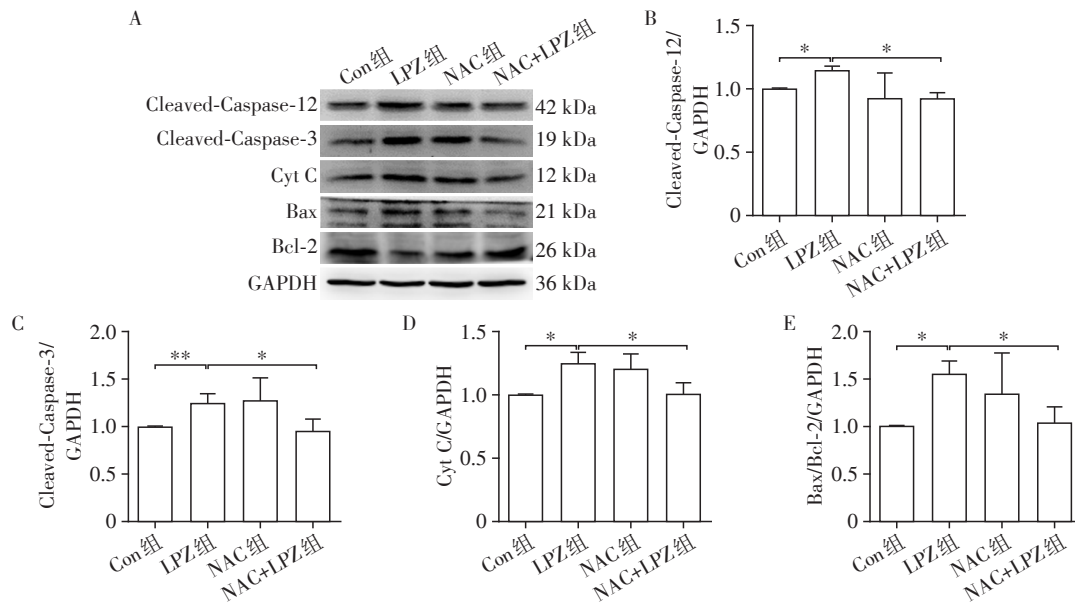 A
Con组 LPZ组 NAC组 NAC+LPZ组
Cleaved-Caspase-12 42 kDa
Cleaved-Caspase-3 19 kDa
Cyt C 12 kDa
Bax 21 kDa
Bcl-2 26 kDa
GAPDH 36 kDa
B
Cleaved-Caspase-12/
GAPDH
1.5
1.0
0.5
0
* *
Con组 LPZ组 NAC组 NAC+LPZ组
C
Cleaved-Caspase-3/
GAPDH
2.0
1.5
1.0
0.5
0
** *
Con组 LPZ组 NAC组 NAC+LPZ组
D
Cyt C/GAPDH
1.5
1.0
0.5
0
* *
Con组 LPZ组 NAC组 NAC+LPZ组
E
Bax/Bcl-2/GAPDH
2.0
1.5
1.0
0.5
0
* *
Con组 LPZ组 NAC组 NAC+LPZ组